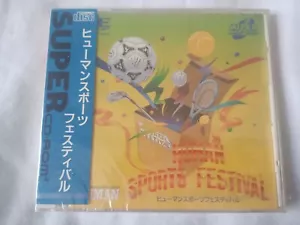 ヒューマンスポーツ
フェスティバル
SUPER
CD-ROM²
HUMAN
SPORTS FESTIVAL
ヒューマンスポーツフェスティバル
HUMAN